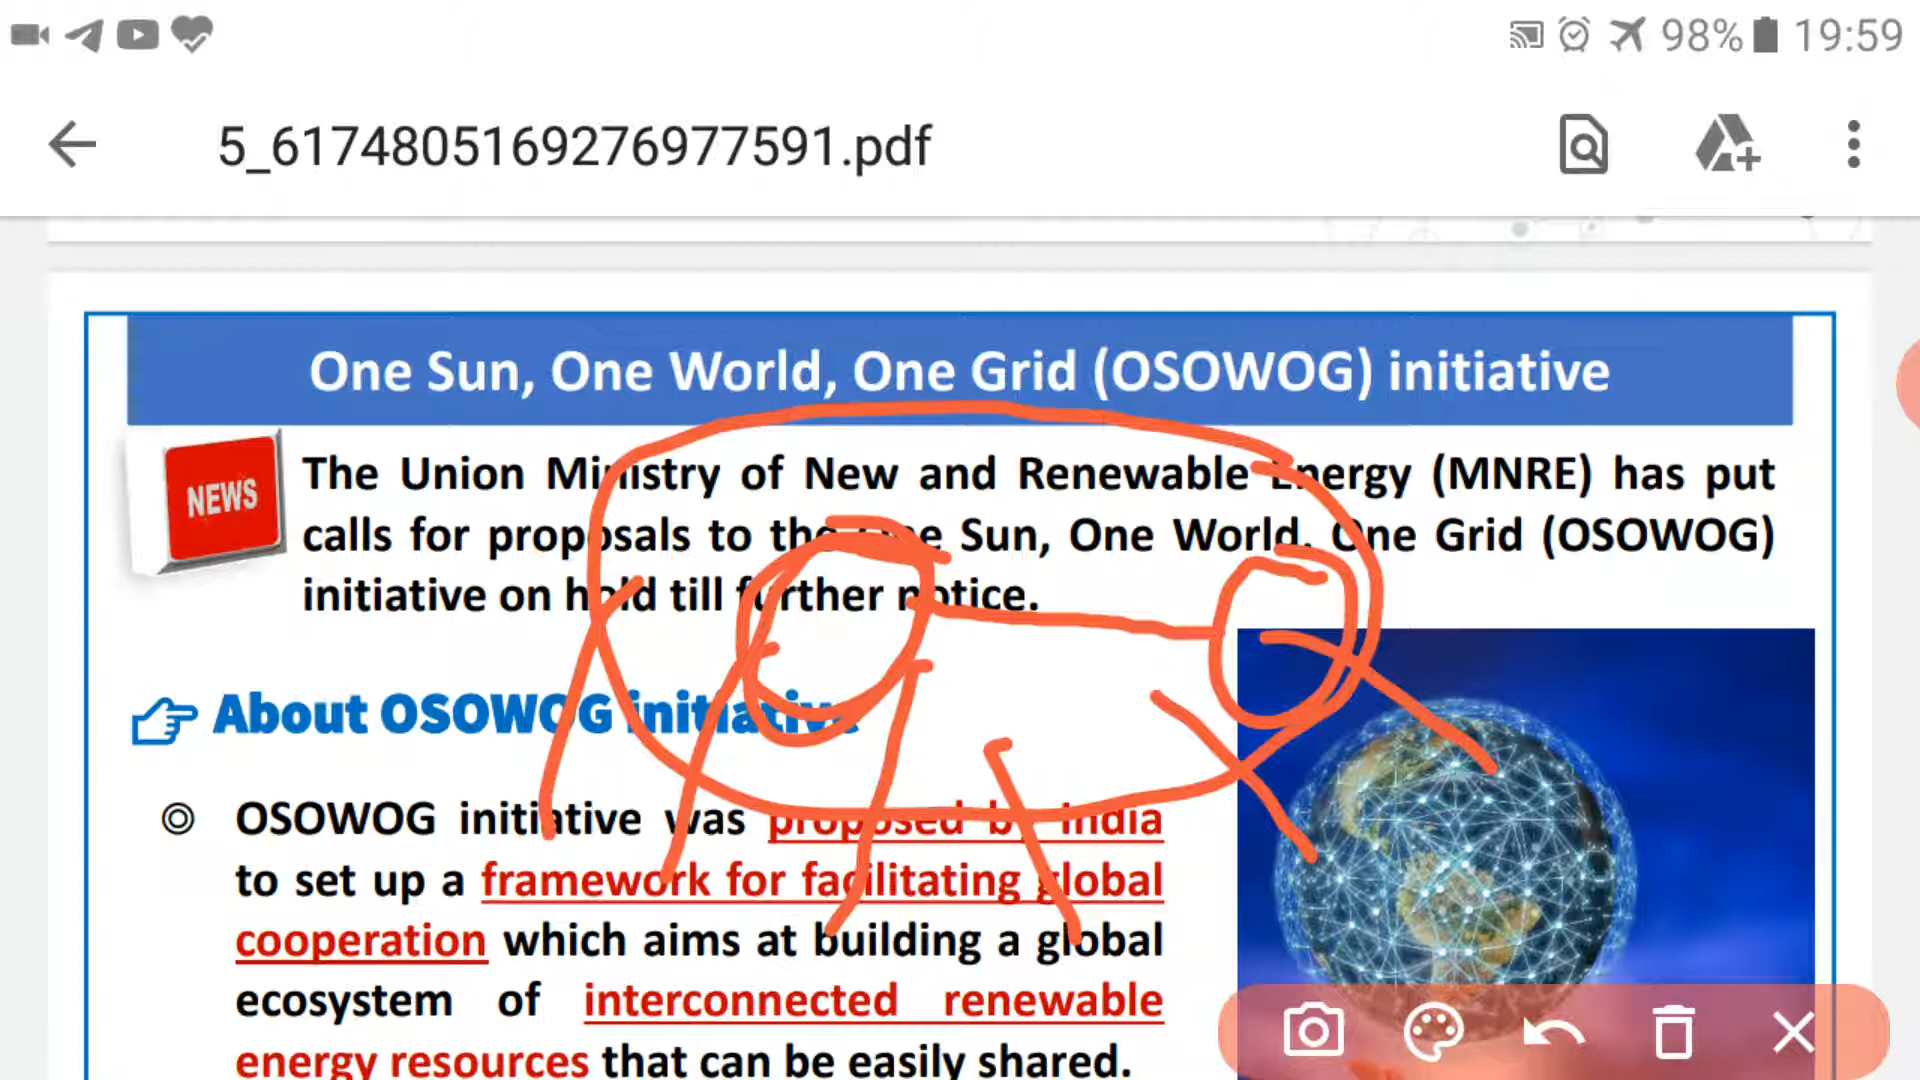 98% 19:59
5_6174805169276977591.pdf
One Sun, One World, One Grid (OSOWOG) initiative
NEWS
The Union Ministry of New and Renewable Energy (MNRE) has put
calls for proposals to the One Sun, One World, One Grid (OSOWOG)
initiative on hold till further notice.
About OSOWOG initiative
OSOWOG initiative was proposed by India
to set up a framework for facilitating global
cooperation which aims at building a global
ecosystem of interconnected renewable
energy resources that can be easily shared.